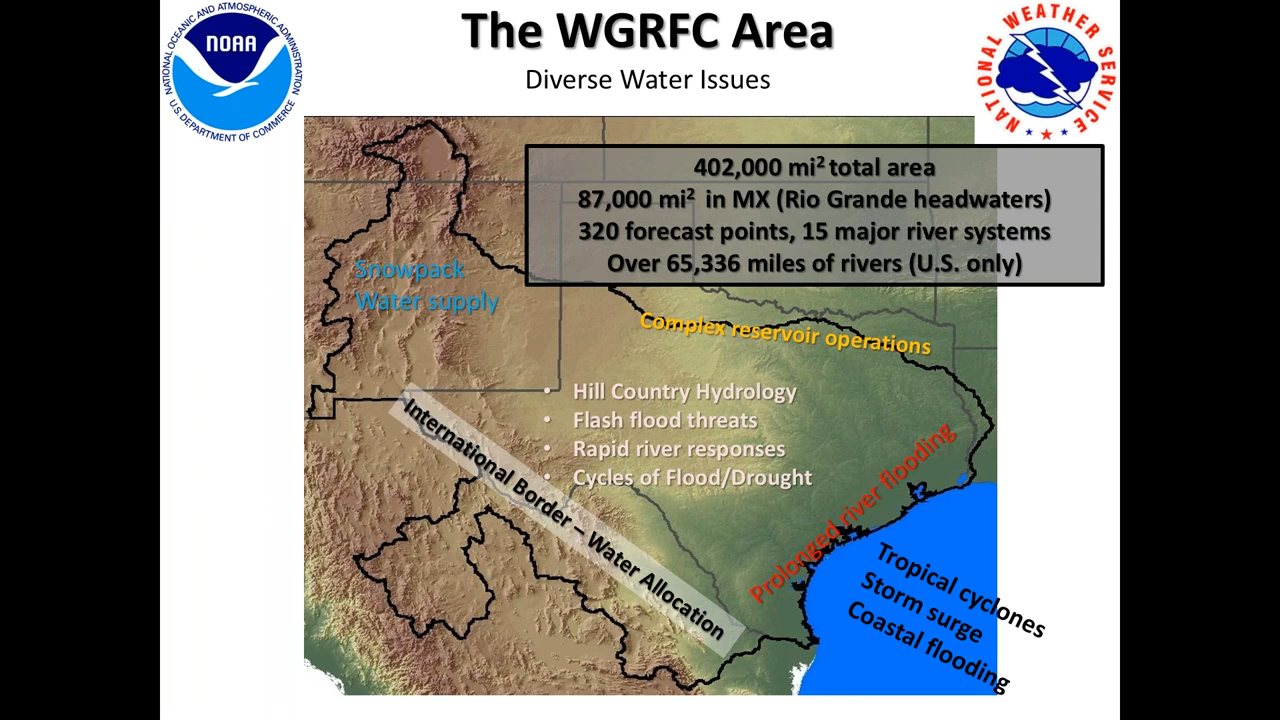 The WGRFC Area
Diverse Water Issues
NATIONAL OCEANIC AND ATMOSPHERIC ADMINISTRATION
NOAA
U.S. DEPARTMENT OF COMMERCE
NATIONAL WEATHER SERVICE
402,000 mi² total area
87,000 mi² in MX (Rio Grande headwaters)
320 forecast points, 15 major river systems
Over 65,336 miles of rivers (U.S. only)
Snowpack
Water supply
Complex reservoir operations
• Hill Country Hydrology
• Flash flood threats
• Rapid river responses
• Cycles of Flood/Drought
International Border – Water Allocation
Prolonged river flooding
Tropical cyclones
Storm surge
Coastal flooding